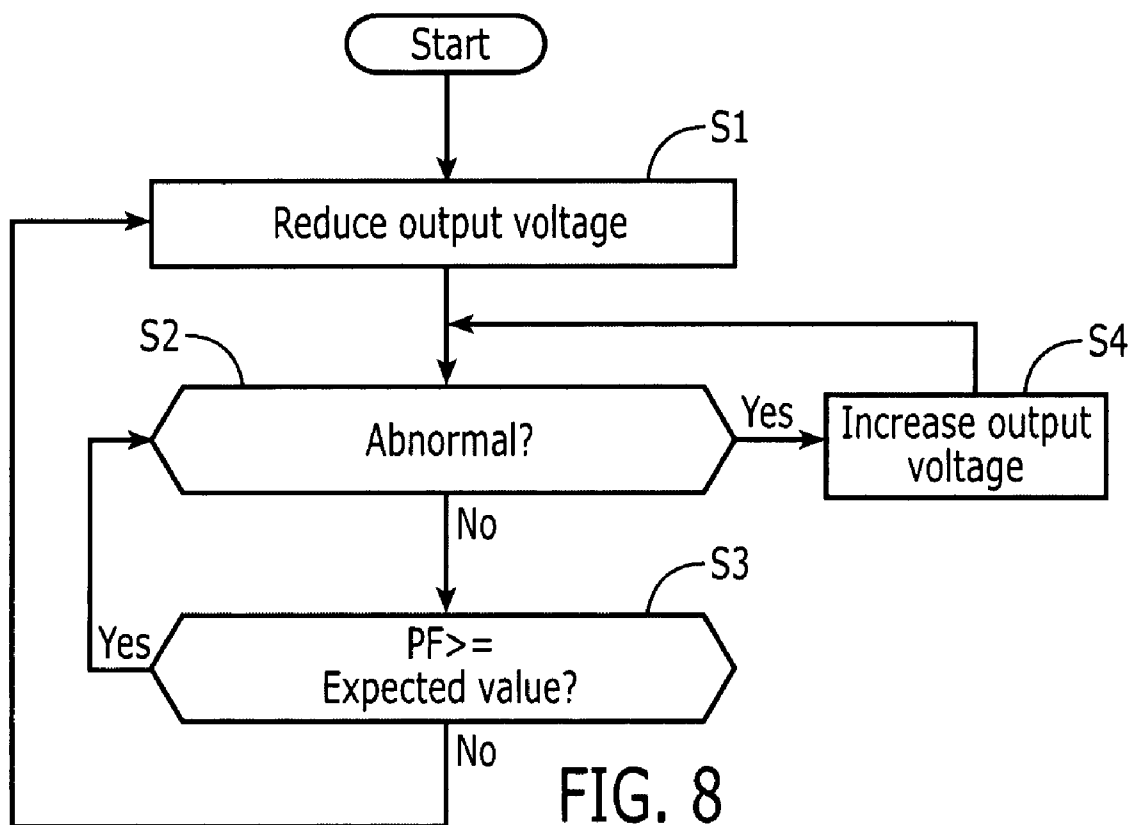 Start
S1
Reduce output voltage
S2
S4
Abnormal?
Yes
Increase output
voltage
No
S3
Yes
PF>=
Expected value?
No
FIG. 8